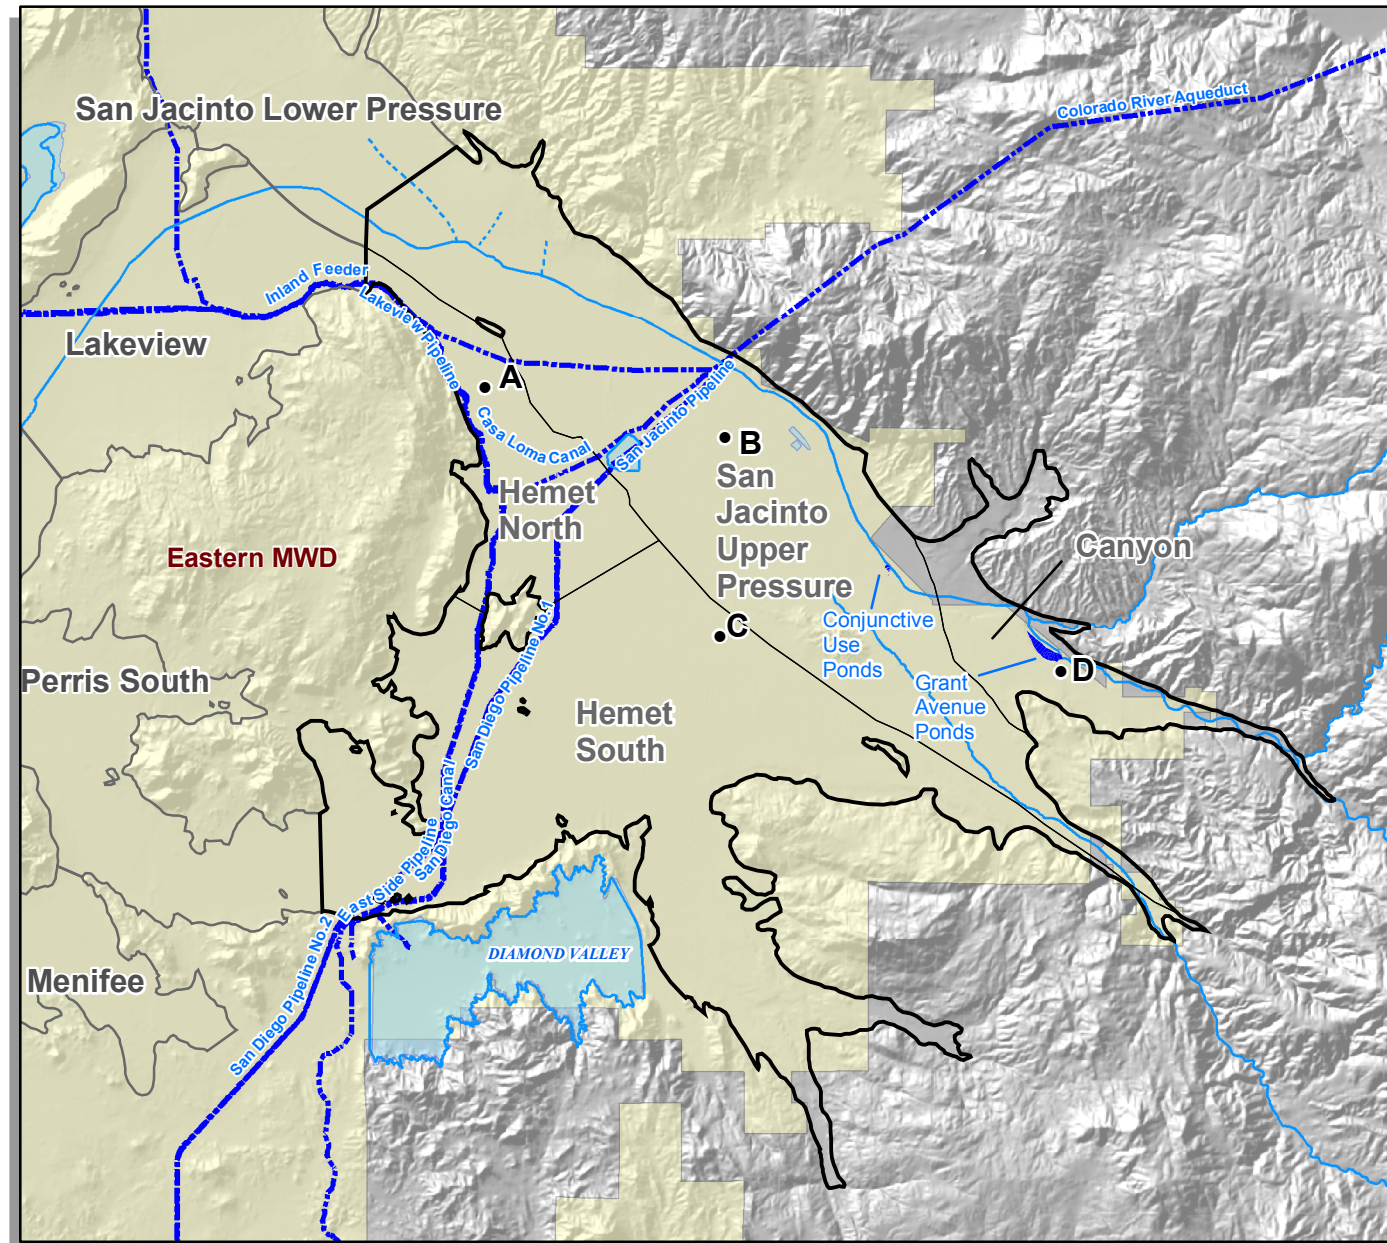 San Jacinto Lower Pressure
Colorado River Aqueduct
Inland Feeder
Lakeview Pipeline
Lakeview
A
Casa Loma Canal
San Jacinto Pipeline
B
San
Jacinto
Upper
Pressure
Hemet
North
Eastern MWD
Canyon
San Diego Pipeline No.1
C
Conjunctive
Use
Ponds
D
Grant
Avenue
Ponds
Perris South
Hemet
South
San Diego Canal
East Side Pipeline
San Diego Pipeline No.2
DIAMOND VALLEY
Menifee